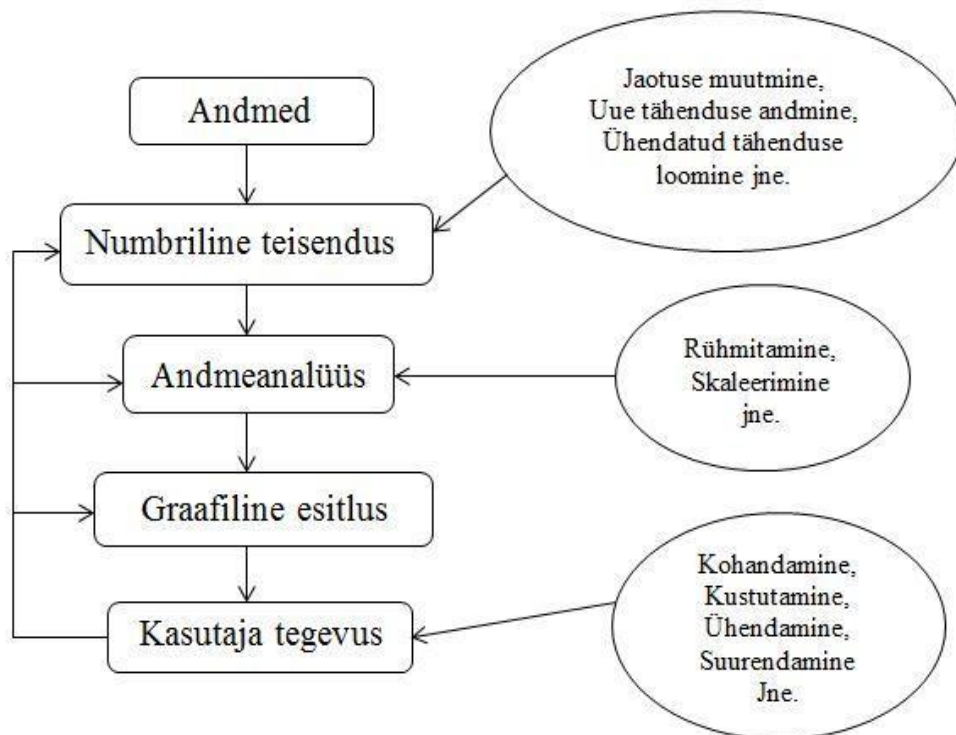 Andmed
Numbriline teisendus
Andmeanalüüs
Graafiline esitlus
Kasutaja tegevus
Jaotuse muutmine,
Uue tähenduse andmine,
Ühendatud tähenduse
loomine jne.
Rühmitamine,
Skaleerimine
jne.
Kohandamine,
Kustutamine,
Ühendamine,
Suurendamine
Jne.